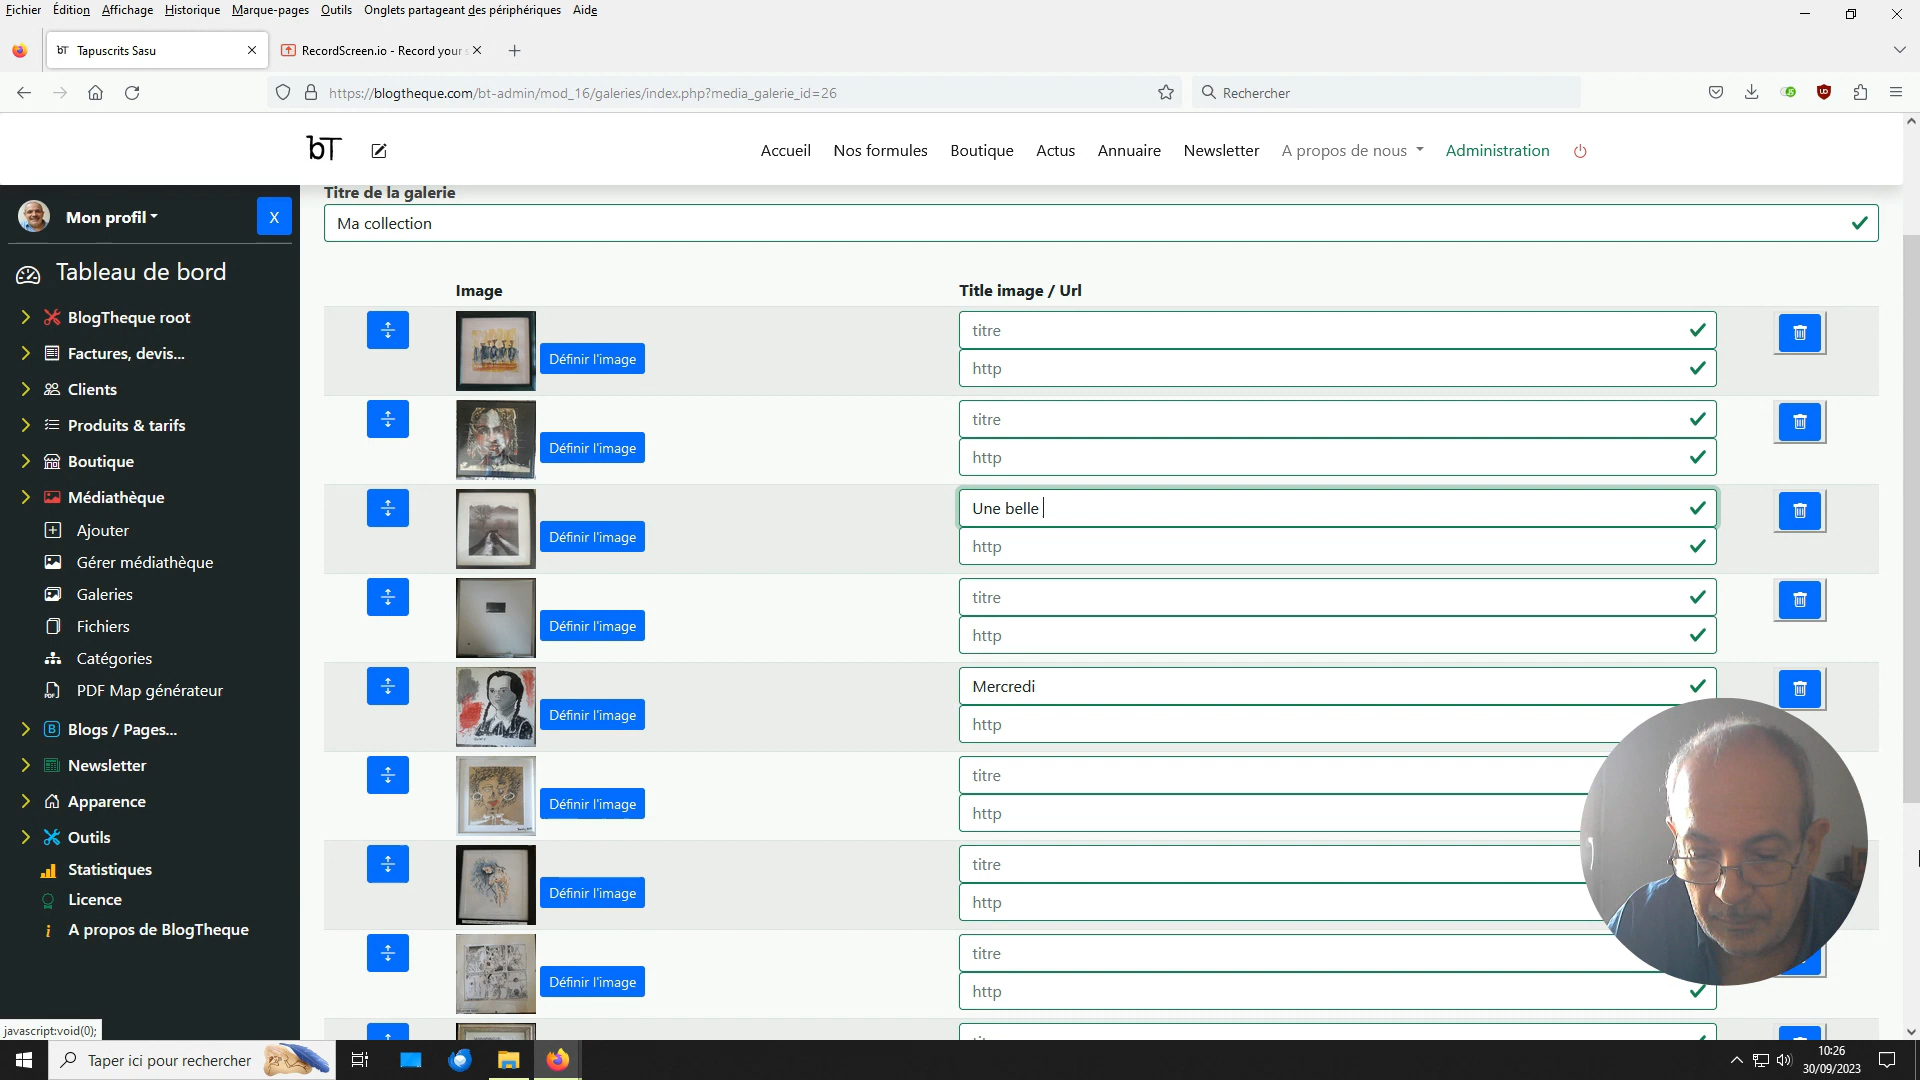 Fichier Édition Affichage Historique Marque-pages Outils Onglets partageant des périphériques Aide
bT Tapuscrits Sasu
RecordScreen.io - Record your s
https://blogtheque.com/bt-admin/mod_16/galeries/index.php?media_galerie_id=26
Rechercher
bT
Accueil Nos formules Boutique Actus Annuaire Newsletter A propos de nous Administration
Mon profil
X
Tableau de bord
BlogTheque root
Factures, devis...
Clients
Produits & tarifs
Boutique
Médiathèque
Ajouter
Gérer médiathèque
Galeries
Fichiers
Catégories
PDF Map générateur
Blogs / Pages...
Newsletter
Apparence
Outils
Statistiques
Licence
A propos de BlogTheque
Titre de la galerie
Ma collection
Image Title image / Url
Définir l'image
titre
http
Définir l'image
titre
http
Définir l'image
Une belle
http
Définir l'image
titre
http
Définir l'image
Mercredi
http
Définir l'image
titre
http
Définir l'image
titre
http
Définir l'image
titre
http
javascript:void(0);
Taper ici pour rechercher
10:26
30/09/2023